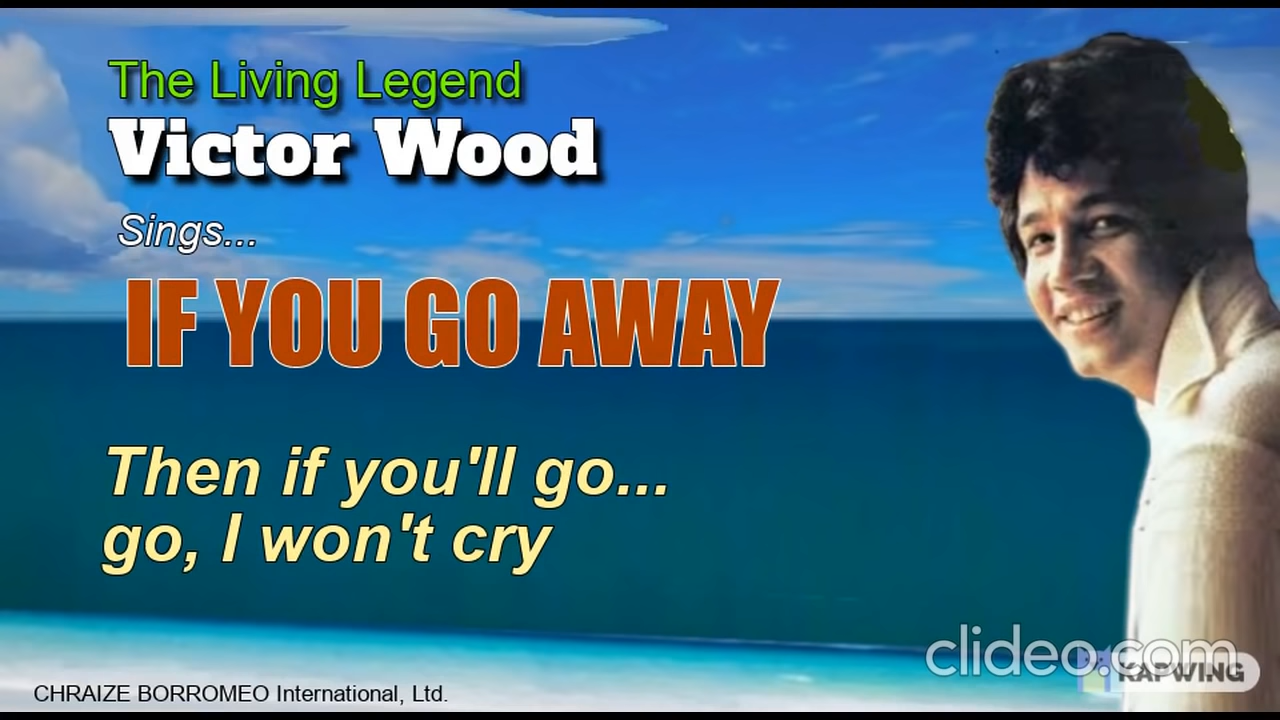 The Living Legend
Victor Wood
Sings...
IF YOU GO AWAY
Then if you'll go...
go, I won't cry
clideo.com
KAPWING
CHRAIZE BORROMEO International, Ltd.